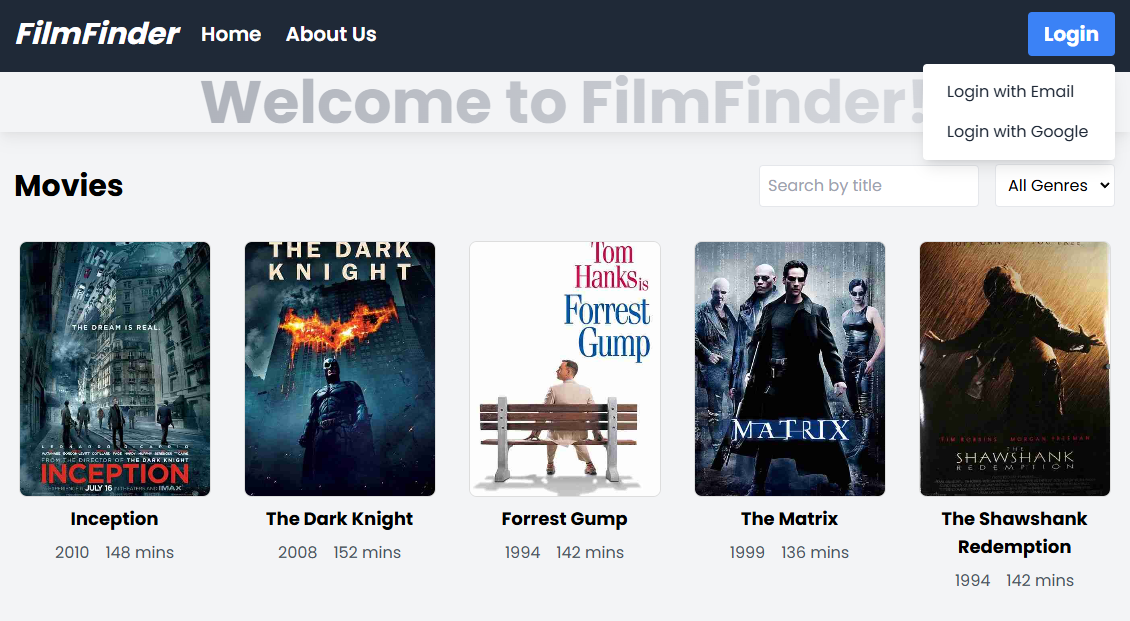 FilmFinder Home About Us Login
Login with Email
Login with Google
Welcome to FilmFinder!
Movies Search by title All Genres
THE DREAM IS REAL.
FROM THE DIRECTOR OF THE DARK KNIGHT
INCEPTION
JULY 16 IN THEATERS AND IMAX
THE DARK
KNIGHT
Tom
Hanks is
Forrest
Gump
MATRIX
TIM ROBBINS MORGAN FREEMAN
THE
SHAWSHANK
REDEMPTION
Inception
2010 148 mins
The Dark Knight
2008 152 mins
Forrest Gump
1994 142 mins
The Matrix
1999 136 mins
The Shawshank
Redemption
1994 142 mins